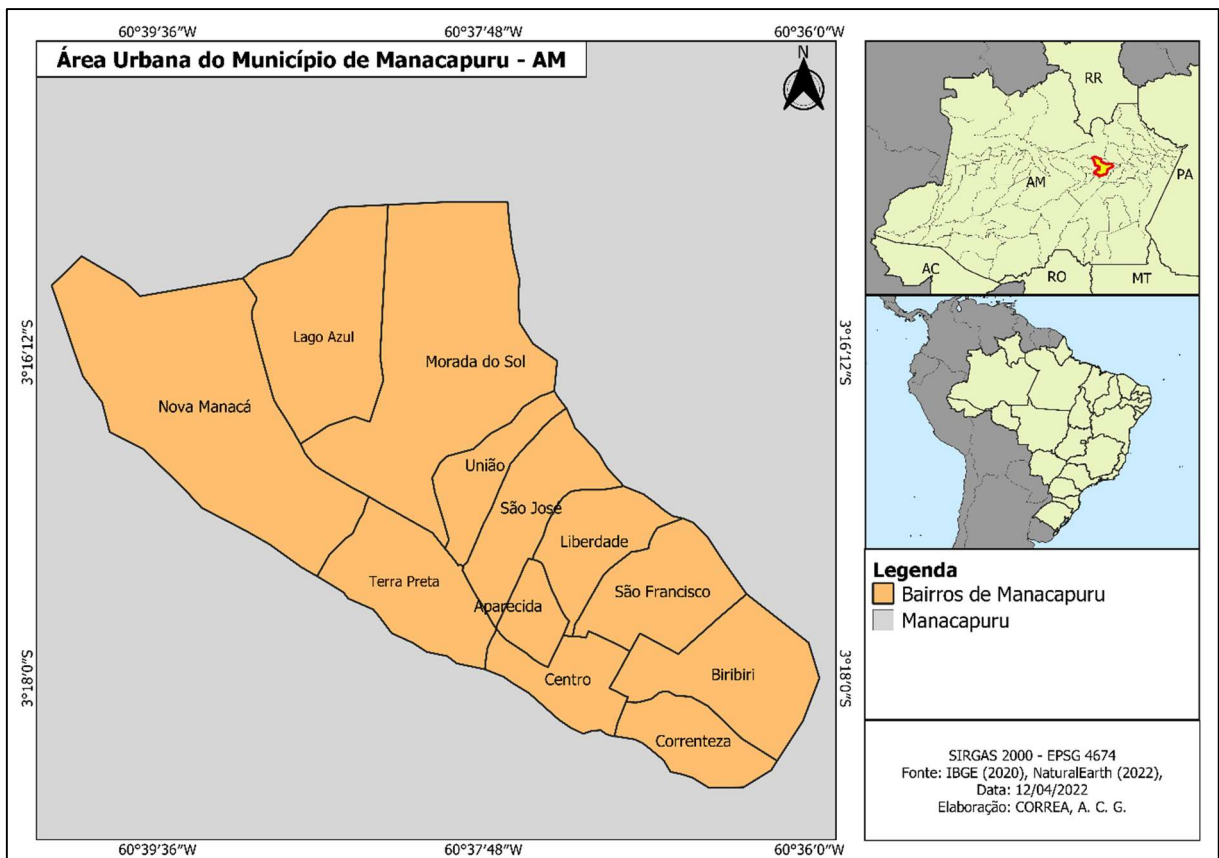 60°39'36"W
60°37'48"W
60°36'0"W
Área Urbana do Município de Manacapuru - AM
N
3°16'12"S
3°16'12"S
Lago Azul
Morada do Sol
Nova Manacá
União
São José
Liberdade
Terra Preta
Aparecida
São Francisco
Centro
Biribiri
Correnteza
3°18'0"S
3°18'0"S
60°39'36"W
60°37'48"W
60°36'0"W
RR
AM
PA
AC
RO
MT
Legenda
Bairros de Manacapuru
Manacapuru
SIRGAS 2000 - EPSG 4674
Fonte: IBGE (2020), NaturalEarth (2022),
Data: 12/04/2022
Elaboração: CORREA, A. C. G.